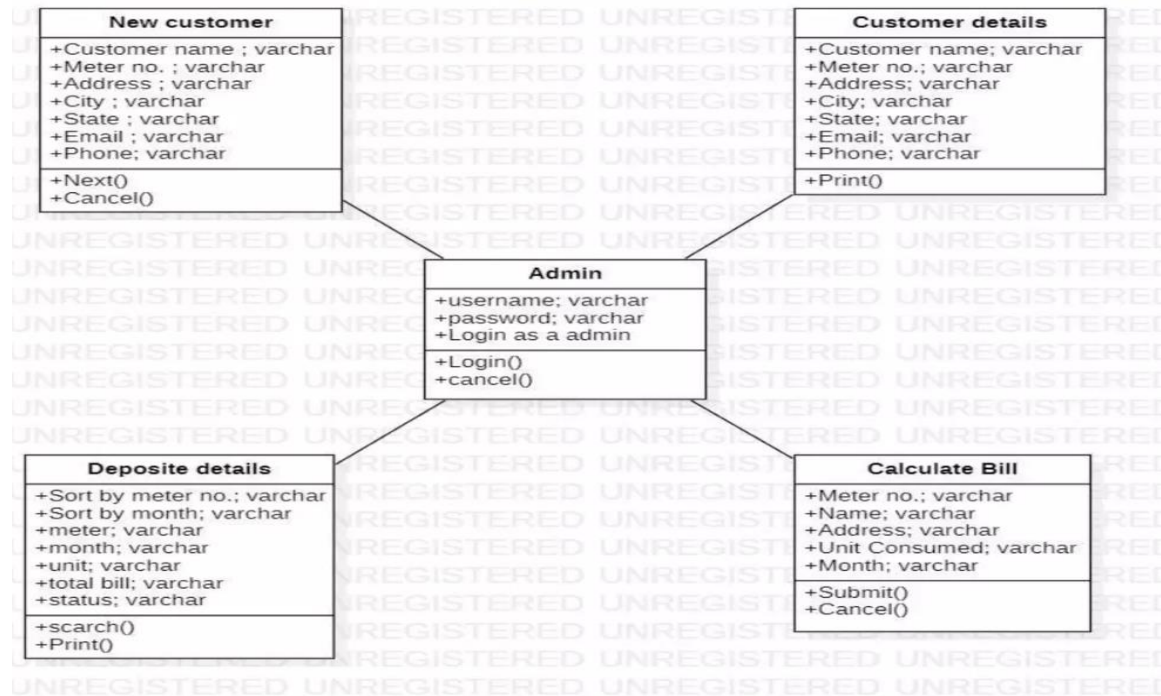 New customer
+Customer name ; varchar
+Meter no. ; varchar
+Address ; varchar
+City ; varchar
+State ; varchar
+Email ; varchar
+Phone; varchar
+Next()
+Cancel()
Customer details
+Customer name; varchar
+Meter no.; varchar
+Address; varchar
+City; varchar
+State; varchar
+Email; varchar
+Phone; varchar
+Print()
Admin
+username; varchar
+password; varchar
+Login as a admin
+Login()
+cancel()
Deposite details
+Sort by meter no.; varchar
+Sort by month; varchar
+meter; varchar
+month; varchar
+unit; varchar
+total bill; varchar
+status; varchar
+scarch()
+Print()
Calculate Bill
+Meter no.; varchar
+Name; varchar
+Address; varchar
+Unit Consumed; varchar
+Month; varchar
+Submit()
+Cancel()
UNREGISTERED